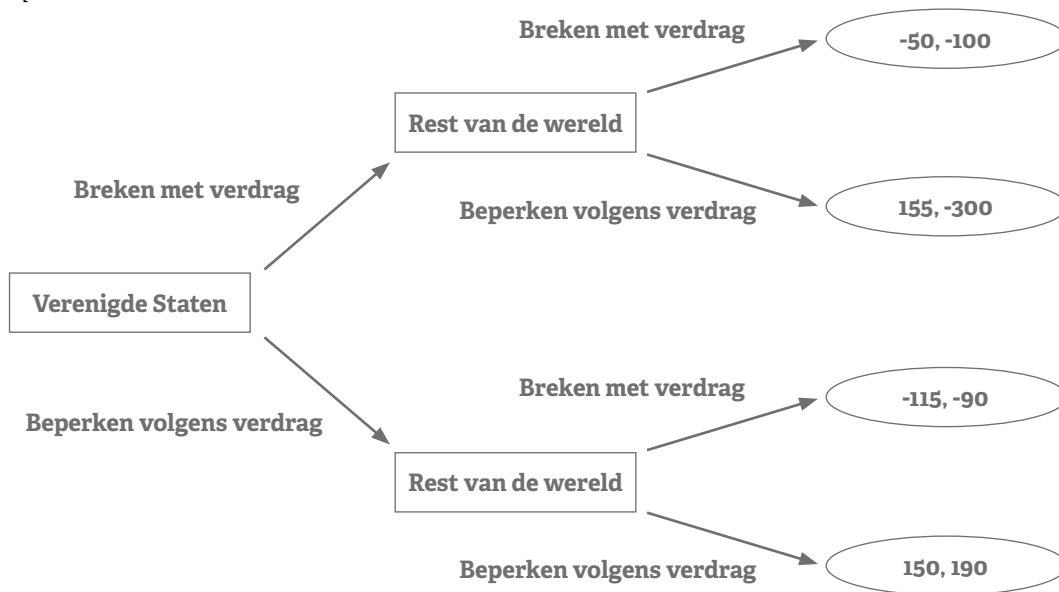 Breken met verdrag
-50, -100
Rest van de wereld
Breken met verdrag
Beperken volgens verdrag
155, -300
Verenigde Staten
Breken met verdrag
-115, -90
Beperken volgens verdrag
Rest van de wereld
Beperken volgens verdrag
150, 190